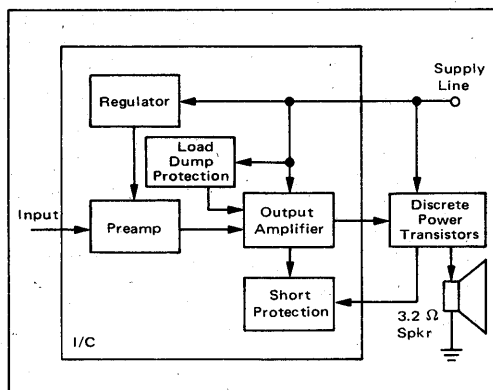 Supply
Line
Regulator
Load
Dump
Protection
Input
Preamp
Output
Amplifier
Discrete
Power
Transistors
Short
Protection
3.2 Ω
Spkr
I/C